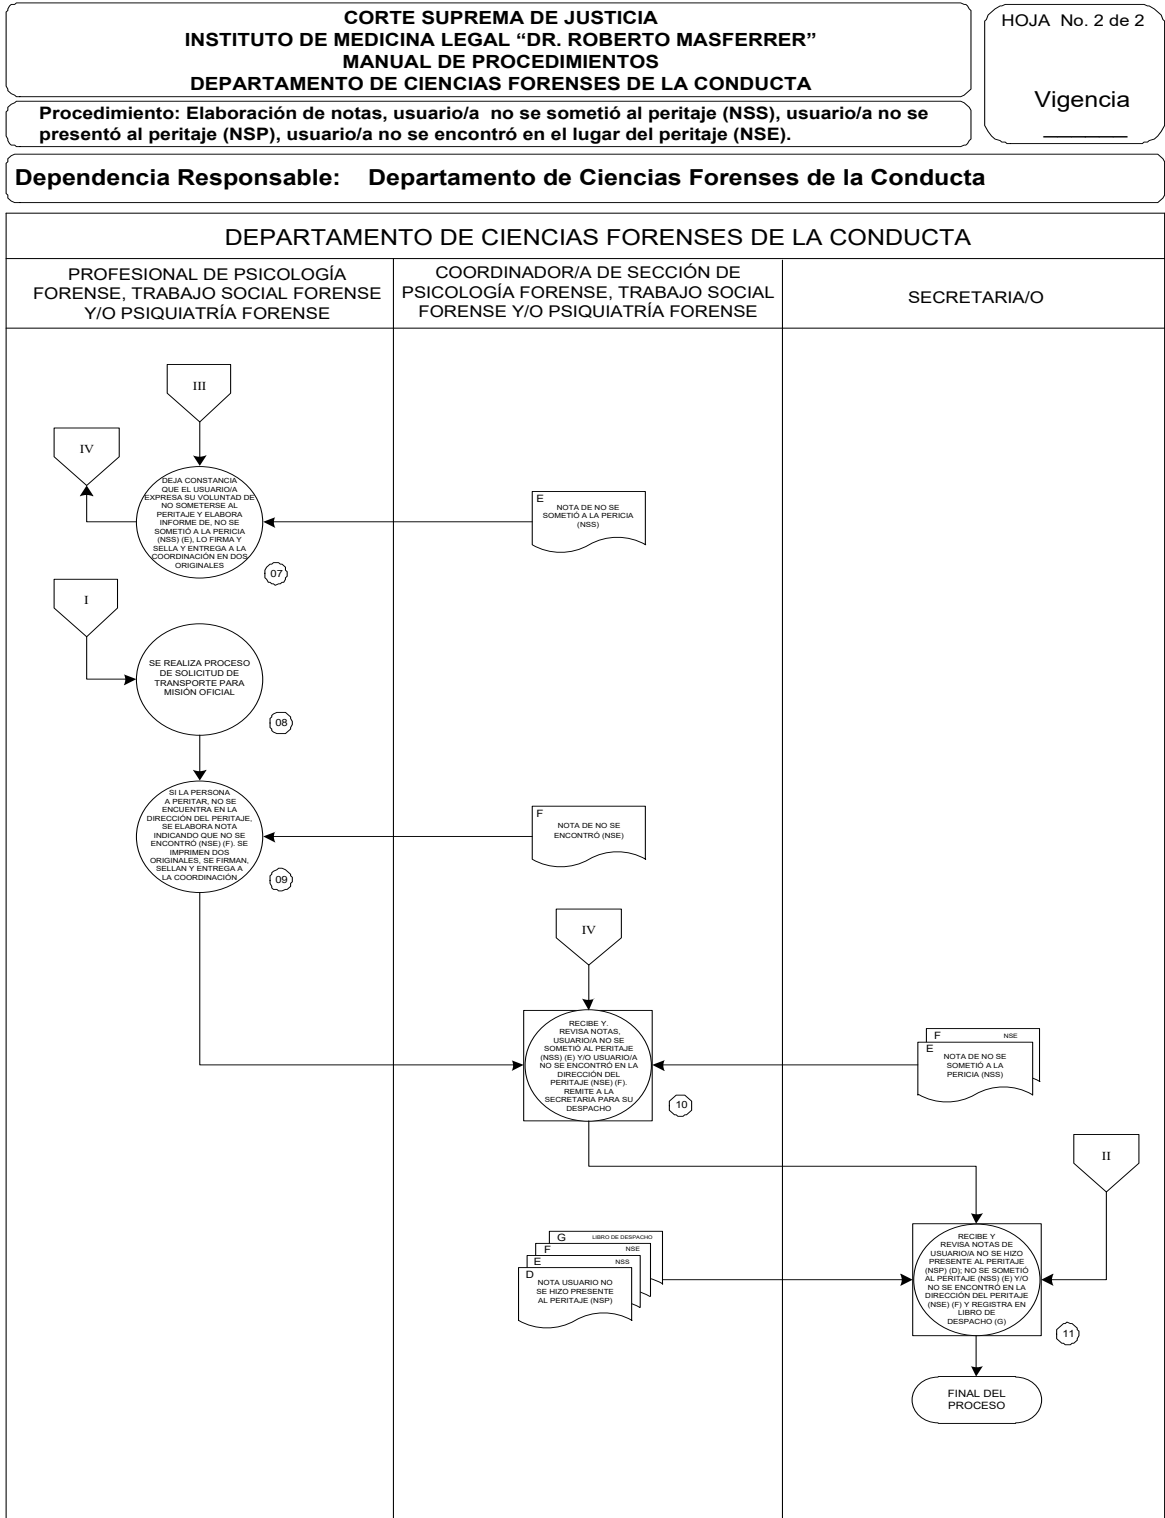 CORTE SUPREMA DE JUSTICIA
INSTITUTO DE MEDICINA LEGAL “DR. ROBERTO MASFERRER”
MANUAL DE PROCEDIMIENTOS
DEPARTAMENTO DE CIENCIAS FORENSES DE LA CONDUCTA
HOJA No. 2 de 2
Vigencia
Procedimiento: Elaboración de notas, usuario/a no se sometió al peritaje (NSS), usuario/a no se
presentó al peritaje (NSP), usuario/a no se encontró en el lugar del peritaje (NSE).
Dependencia Responsable: Departamento de Ciencias Forenses de la Conducta
DEPARTAMENTO DE CIENCIAS FORENSES DE LA CONDUCTA
PROFESIONAL DE PSICOLOGÍA
FORENSE, TRABAJO SOCIAL FORENSE
Y/O PSIQUIATRÍA FORENSE
COORDINADOR/A DE SECCIÓN DE
PSICOLOGÍA FORENSE, TRABAJO SOCIAL
FORENSE Y/O PSIQUIATRÍA FORENSE
SECRETARIA/O
III
IV
DEJA CONSTANCIA
QUE EL USUARIO/A
EXPRESA SU VOLUNTAD DE
NO SOMETERSE AL
PERITAJE Y ELABORA
INFORME DE, NO SE
SOMETIÓ A LA PERICIA
(NSS) (E), LO FIRMA Y
SELLA Y ENTREGA A LA
COORDINACIÓN EN DOS
ORIGINALES
07
E
NOTA DE NO SE
SOMETIÓ A LA PERICIA
(NSS)
I
SE REALIZA PROCESO
DE SOLICITUD DE
TRANSPORTE PARA
MISIÓN OFICIAL
08
SI LA PERSONA
A PERITAR, NO SE
ENCUENTRA EN LA
DIRECCIÓN DEL PERITAJE,
SE ELABORA NOTA
INDICANDO QUE NO SE
ENCONTRÓ (NSE) (F). SE
IMPRIMEN DOS
ORIGINALES, SE FIRMAN,
SELLAN Y ENTREGA A
LA COORDINACIÓN
09
F
NOTA DE NO SE
ENCONTRÓ (NSE)
IV
RECIBE Y.
REVISA NOTAS,
USUARIO/A NO SE
SOMETIÓ AL PERITAJE
(NSS) (E) Y/O USUARIO/A
NO SE ENCONTRÓ EN LA
DIRECCIÓN DEL
PERITAJE (NSE) (F).
REMITE A LA
SECRETARIA PARA SU
DESPACHO
10
F NSE
E
NOTA DE NO SE
SOMETIÓ A LA
PERICIA (NSS)
II
G LIBRO DE DESPACHO
F NSE
E NSS
D
NOTA USUARIO NO
SE HIZO PRESENTE
AL PERITAJE (NSP)
RECIBE Y
REVISA NOTAS DE
USUARIO/A NO SE HIZO
PRESENTE AL PERITAJE
(NSP) (D); NO SE SOMETIÓ
AL PERITAJE (NSS) (E) Y/O
NO SE ENCONTRÓ EN LA
DIRECCIÓN DEL PERITAJE
(NSE) (F) Y REGISTRA EN
LIBRO DE
DESPACHO (G)
11
FINAL DEL
PROCESO